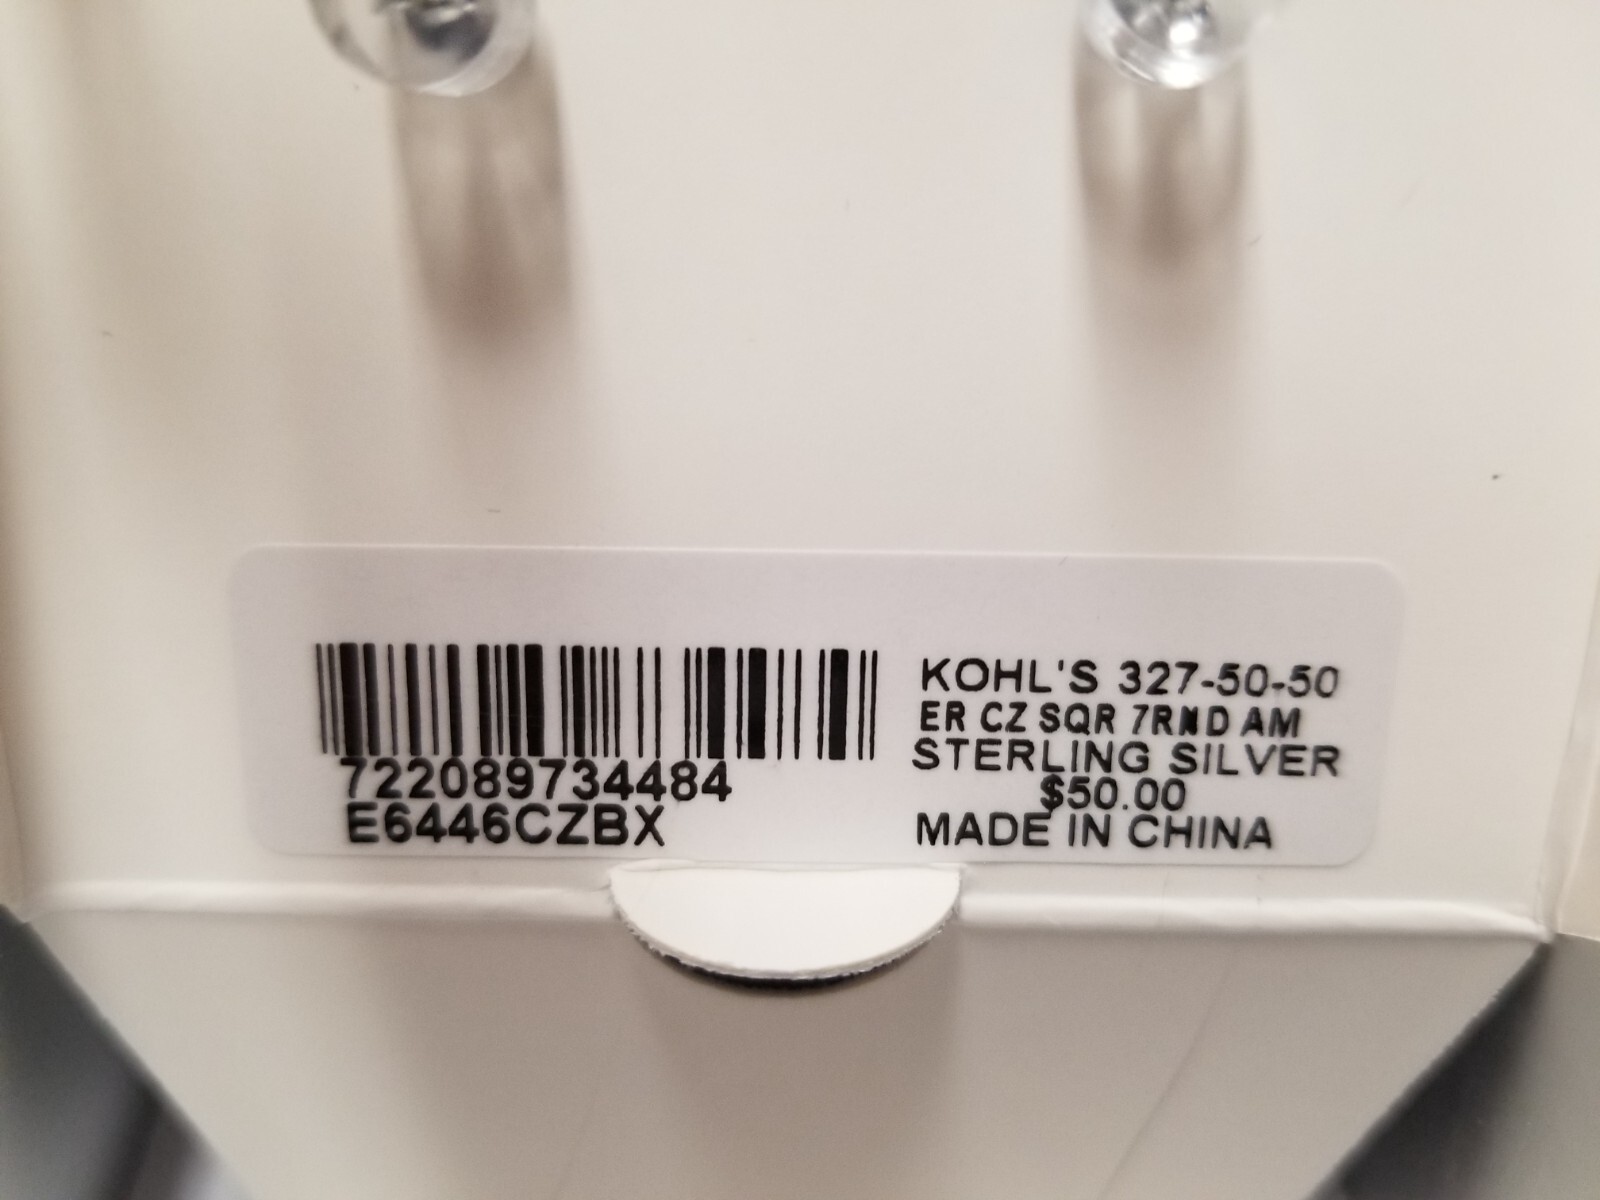 722089734484
E6446CZBX
KOHL'S 327-50-50
ER CZ SQR 7RND AM
STERLING SILVER
$50.00
MADE IN CHINA